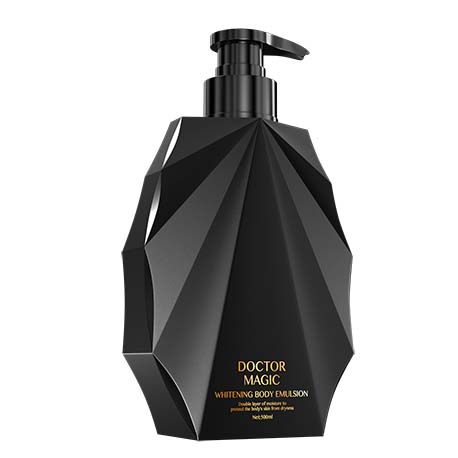 DOCTOR
MAGIC
WHITENING BODY EMULSION
Double layer of moisture to
protect the body's skin from dryness
Net:500ml